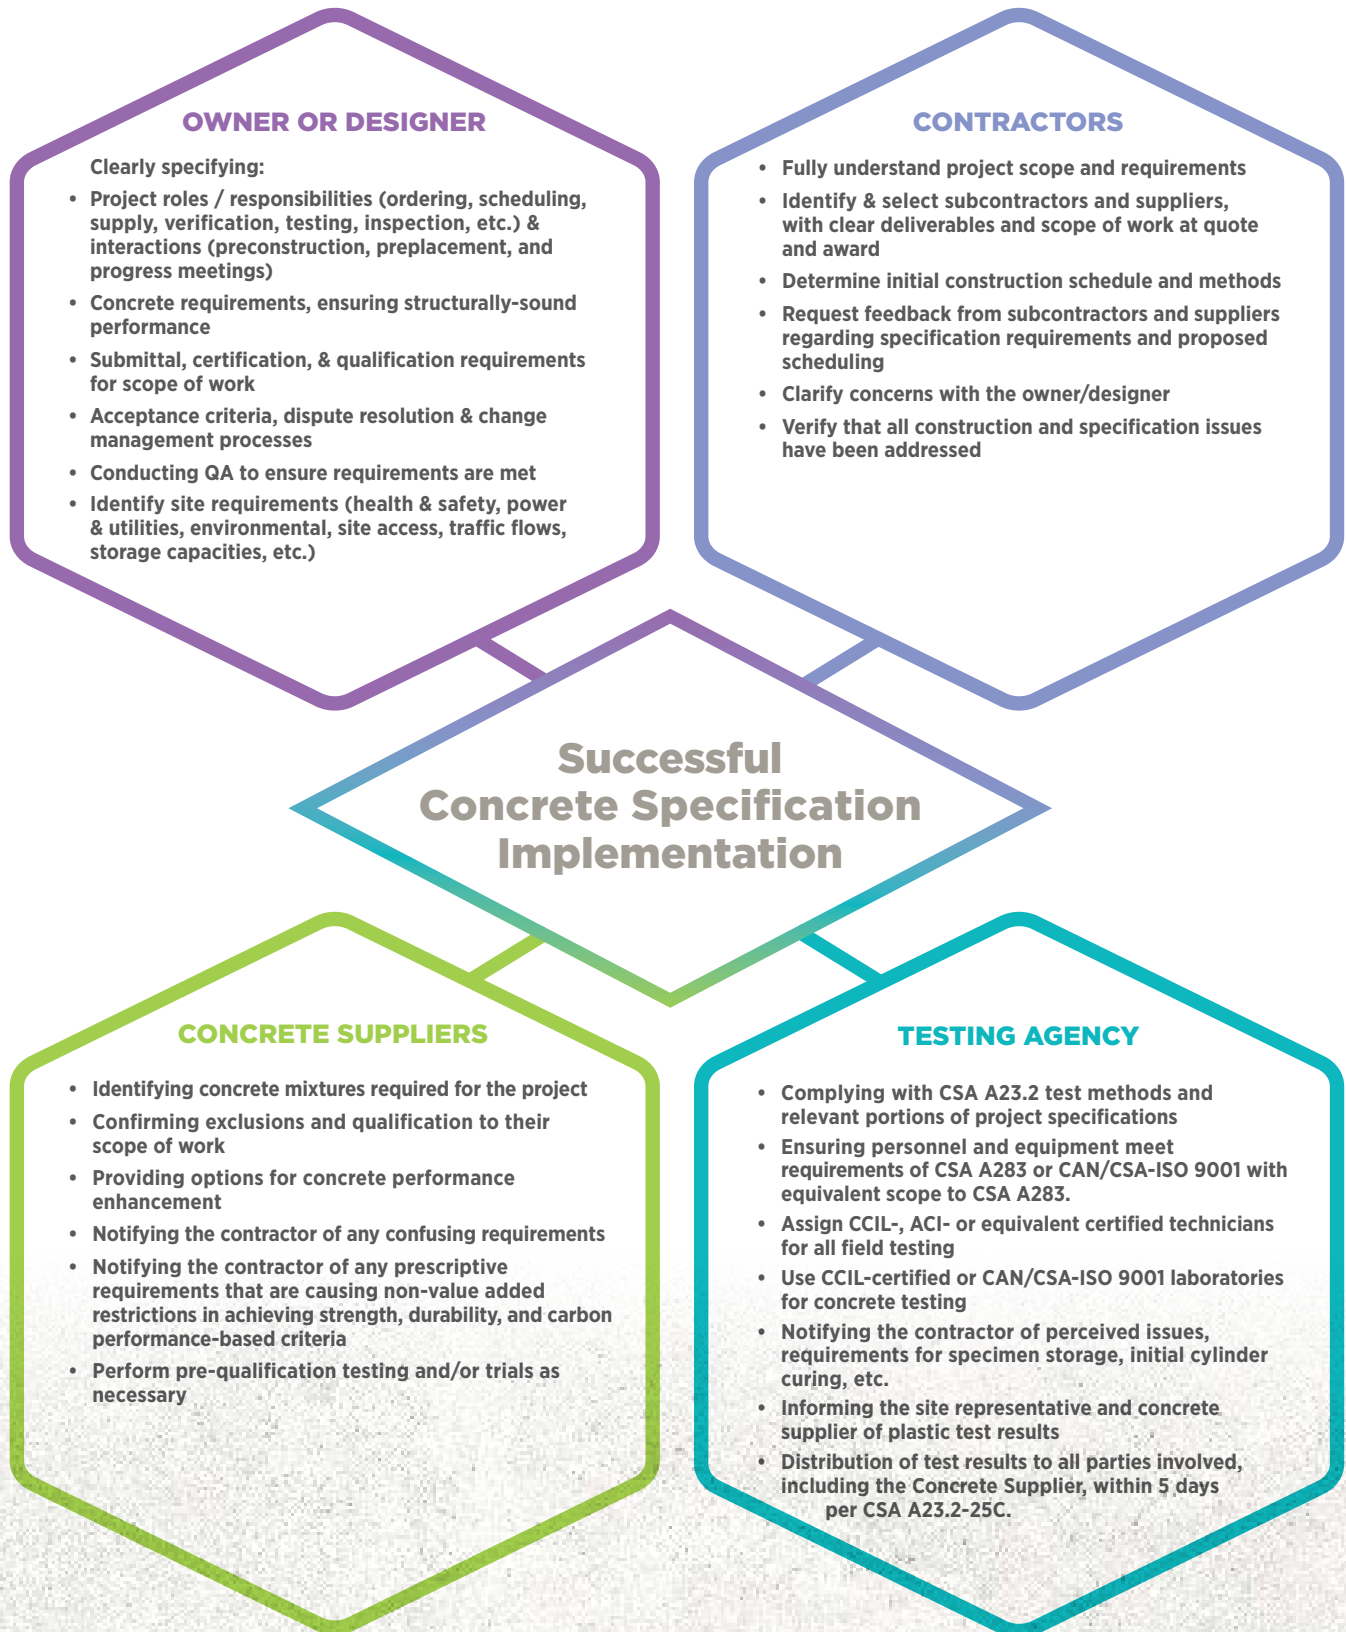 OWNER OR DESIGNER
Clearly specifying:
• Project roles / responsibilities (ordering, scheduling,
supply, verification, testing, inspection, etc.) &
interactions (preconstruction, preplacement, and
progress meetings)
• Concrete requirements, ensuring structurally-sound
performance
• Submittal, certification, & qualification requirements
for scope of work
• Acceptance criteria, dispute resolution & change
management processes
• Conducting QA to ensure requirements are met
• Identify site requirements (health & safety, power
& utilities, environmental, site access, traffic flows,
storage capacities, etc.)
CONTRACTORS
• Fully understand project scope and requirements
• Identify & select subcontractors and suppliers,
with clear deliverables and scope of work at quote
and award
• Determine initial construction schedule and methods
• Request feedback from subcontractors and suppliers
regarding specification requirements and proposed
scheduling
• Clarify concerns with the owner/designer
• Verify that all construction and specification issues
have been addressed
Successful
Concrete Specification
Implementation
CONCRETE SUPPLIERS
• Identifying concrete mixtures required for the project
• Confirming exclusions and qualification to their
scope of work
• Providing options for concrete performance
enhancement
• Notifying the contractor of any confusing requirements
• Notifying the contractor of any prescriptive
requirements that are causing non-value added
restrictions in achieving strength, durability, and carbon
performance-based criteria
• Perform pre-qualification testing and/or trials as
necessary
TESTING AGENCY
• Complying with CSA A23.2 test methods and
relevant portions of project specifications
• Ensuring personnel and equipment meet
requirements of CSA A283 or CAN/CSA-ISO 9001 with
equivalent scope to CSA A283.
• Assign CCIL-, ACI- or equivalent certified technicians
for all field testing
• Use CCIL-certified or CAN/CSA-ISO 9001 laboratories
for concrete testing
• Notifying the contractor of perceived issues,
requirements for specimen storage, initial cylinder
curing, etc.
• Informing the site representative and concrete
supplier of plastic test results
• Distribution of test results to all parties involved,
including the Concrete Supplier, within 5 days
per CSA A23.2-25C.